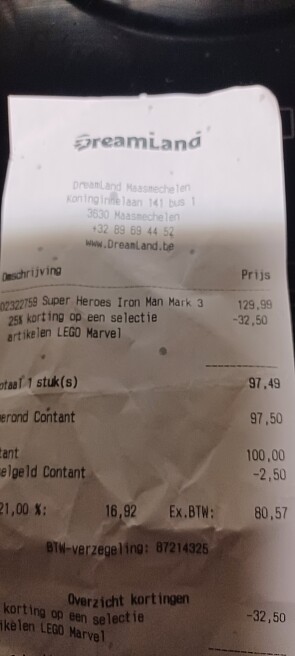 DreamLand
DreamLand Maasmechelen
Koninginnelaan 141 bus 1
3630 Maasmechelen
+32 89 69 44 52
www.DreamLand.be
Omschrijving Prijs
02322759 Super Heroes Iron Man Mark 3 129,99
25% korting op een selectie -32,50
artikelen LEGO Marvel
otaal 1 stuk(s) 97,49
erond Contant 97,50
tant 100,00
elgeld Contant -2,50
21,00 %: 16,92 Ex.BTW: 80,57
BTW-verzegeling: 87214325
Overzicht kortingen
korting op een selectie -32,50
ikelen LEGO Marvel